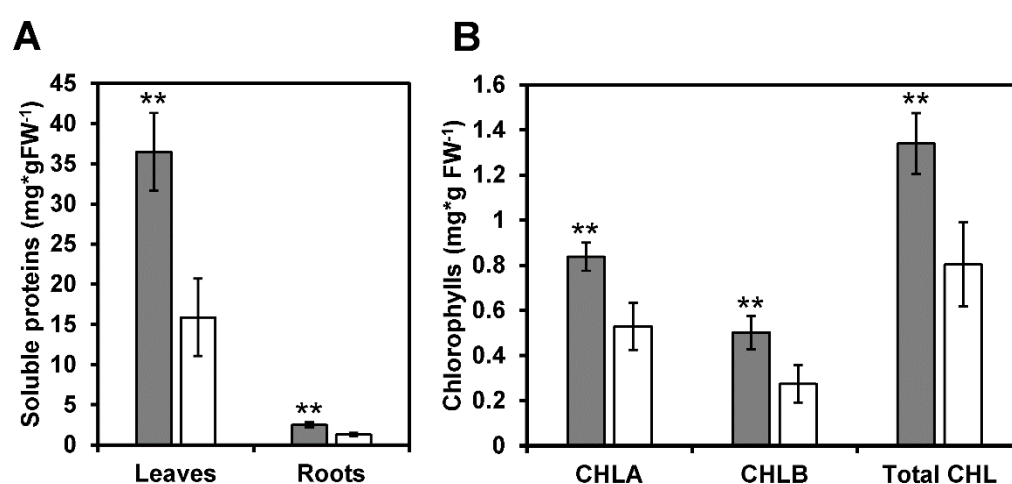 A
Soluble proteins (mg*gFW-1)
45
40
35
30
25
20
15
10
5
0
**
**
Leaves
Roots
B
Chlorophylls (mg*g FW-1)
1.6
1.4
1.2
1
0.8
0.6
0.4
0.2
0
**
**
**
CHLA
CHLB
Total CHL